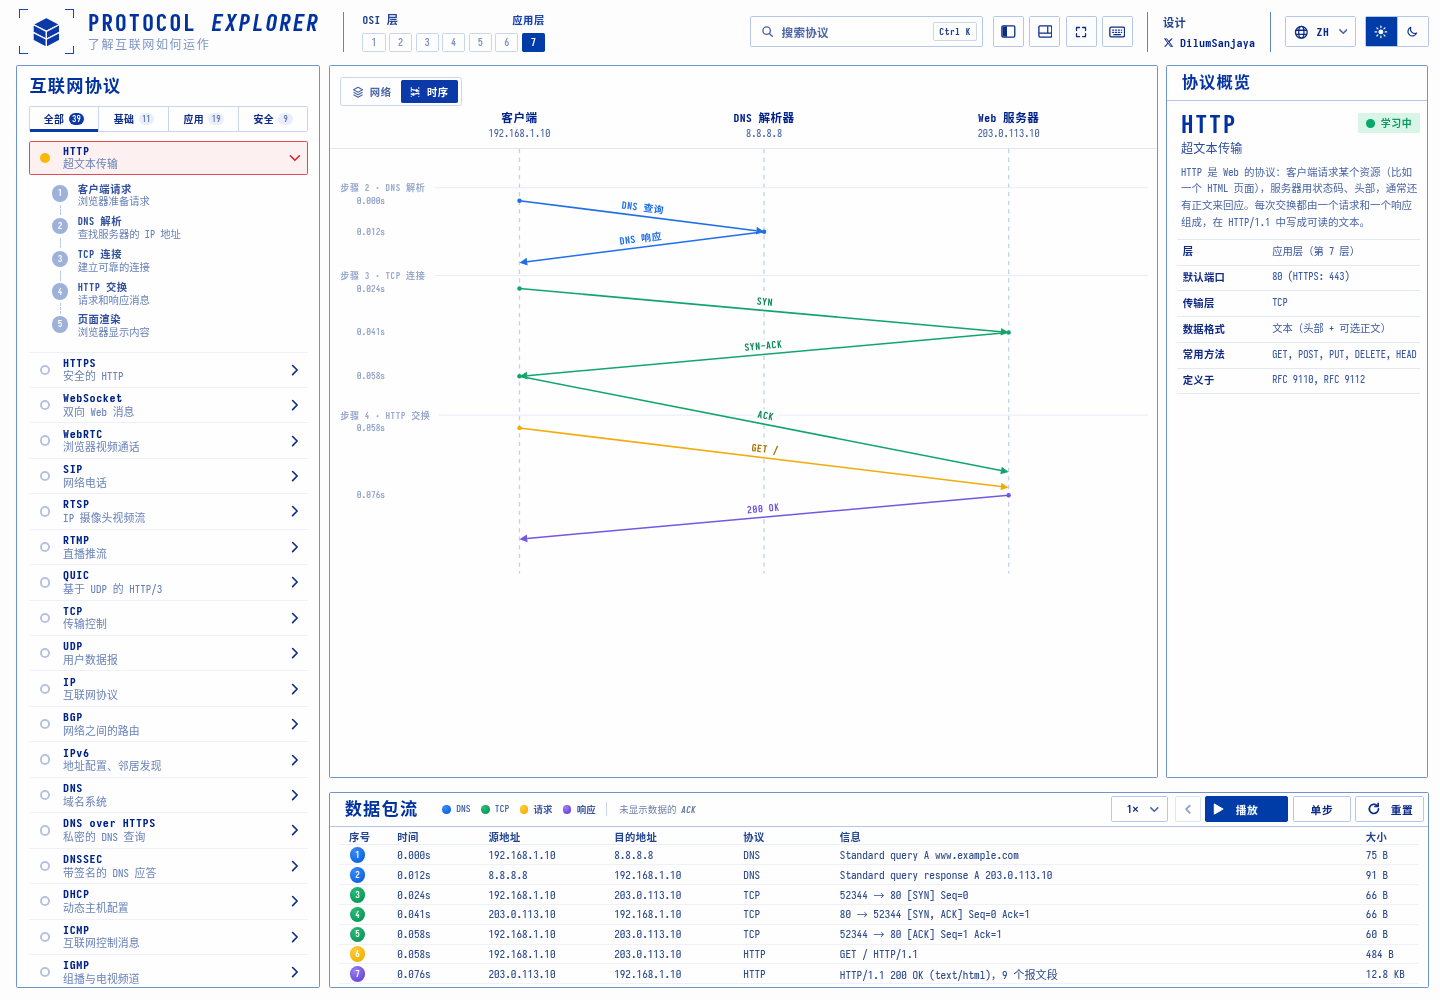 PROTOCOL EXPLORER
了解互联网如何运作
OSI 层 应用层
1 2 3 4 5 6 7
搜索协议 Ctrl K
设计
𝕏 DilumSanjaya
ZH
互联网协议
全部 39 基础 11 应用 19 安全 9
HTTP
超文本传输
1 客户端请求
浏览器准备请求
2 DNS 解析
查找服务器的 IP 地址
3 TCP 连接
建立可靠的连接
4 HTTP 交换
请求和响应消息
5 页面渲染
浏览器显示内容
HTTPS
安全的 HTTP
WebSocket
双向 Web 消息
WebRTC
浏览器视频通话
SIP
网络电话
RTSP
IP 摄像头视频流
RTMP
直播推流
QUIC
基于 UDP 的 HTTP/3
TCP
传输控制
UDP
用户数据报
IP
互联网协议
BGP
网络之间的路由
IPv6
地址配置、邻居发现
DNS
域名系统
DNS over HTTPS
私密的 DNS 查询
DNSSEC
带签名的 DNS 应答
DHCP
动态主机配置
ICMP
互联网控制消息
IGMP
组播与电视频道
网络 时序
客户端 DNS 解析器 Web 服务器
192.168.1.10 8.8.8.8 203.0.113.10
步骤 2 · DNS 解析
0.000s
DNS 查询
0.012s
DNS 响应
步骤 3 · TCP 连接
0.024s
SYN
0.041s
SYN-ACK
0.058s
步骤 4 · HTTP 交换
ACK
0.058s
GET /
0.076s
200 OK
协议概览
HTTP 学习中
超文本传输
HTTP 是 Web 的协议：客户端请求某个资源（比如
一个 HTML 页面），服务器用状态码、头部，通常还
有正文来回应。每次交换都由一个请求和一个响应
组成，在 HTTP/1.1 中写成可读的文本。
层 应用层（第 7 层）
默认端口 80 (HTTPS: 443)
传输层 TCP
数据格式 文本（头部 + 可选正文）
常用方法 GET, POST, PUT, DELETE, HEAD
定义于 RFC 9110, RFC 9112
数据包流 DNS TCP 请求 响应 未显示数据的 ACK 1× 播放 单步 重置
序号 时间 源地址 目的地址 协议 信息 大小
1 0.000s 192.168.1.10 8.8.8.8 DNS Standard query A www.example.com 75 B
2 0.012s 8.8.8.8 192.168.1.10 DNS Standard query response A 203.0.113.10 91 B
3 0.024s 192.168.1.10 203.0.113.10 TCP 52344 → 80 [SYN] Seq=0 66 B
4 0.041s 203.0.113.10 192.168.1.10 TCP 80 → 52344 [SYN, ACK] Seq=0 Ack=1 66 B
5 0.058s 192.168.1.10 203.0.113.10 TCP 52344 → 80 [ACK] Seq=1 Ack=1 60 B
6 0.058s 192.168.1.10 203.0.113.10 HTTP GET / HTTP/1.1 484 B
7 0.076s 203.0.113.10 192.168.1.10 HTTP HTTP/1.1 200 OK (text/html)，9 个报文段 12.8 KB